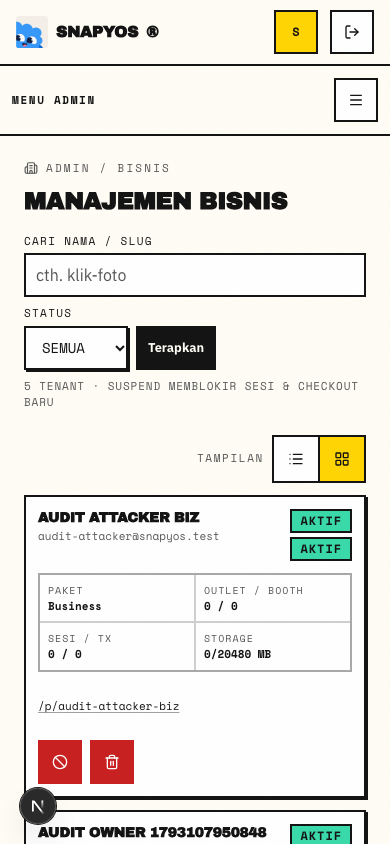 SNAPYOS ®
S
MENU ADMIN
ADMIN / BISNIS
MANAJEMEN BISNIS
CARI NAMA / SLUG
cth. klik-foto
STATUS
SEMUA
Terapkan
5 TENANT · SUSPEND MEMBLOKIR SESI & CHECKOUT
BARU
TAMPILAN
AUDIT ATTACKER BIZ
audit-attacker@snapyos.test
AKTIF
AKTIF
PAKET
Business
OUTLET / BOOTH
0 / 0
SESI / TX
0 / 0
STORAGE
0/20480 MB
/p/audit-attacker-biz
N
AUDIT OWNER 1793107950848
AKTIF